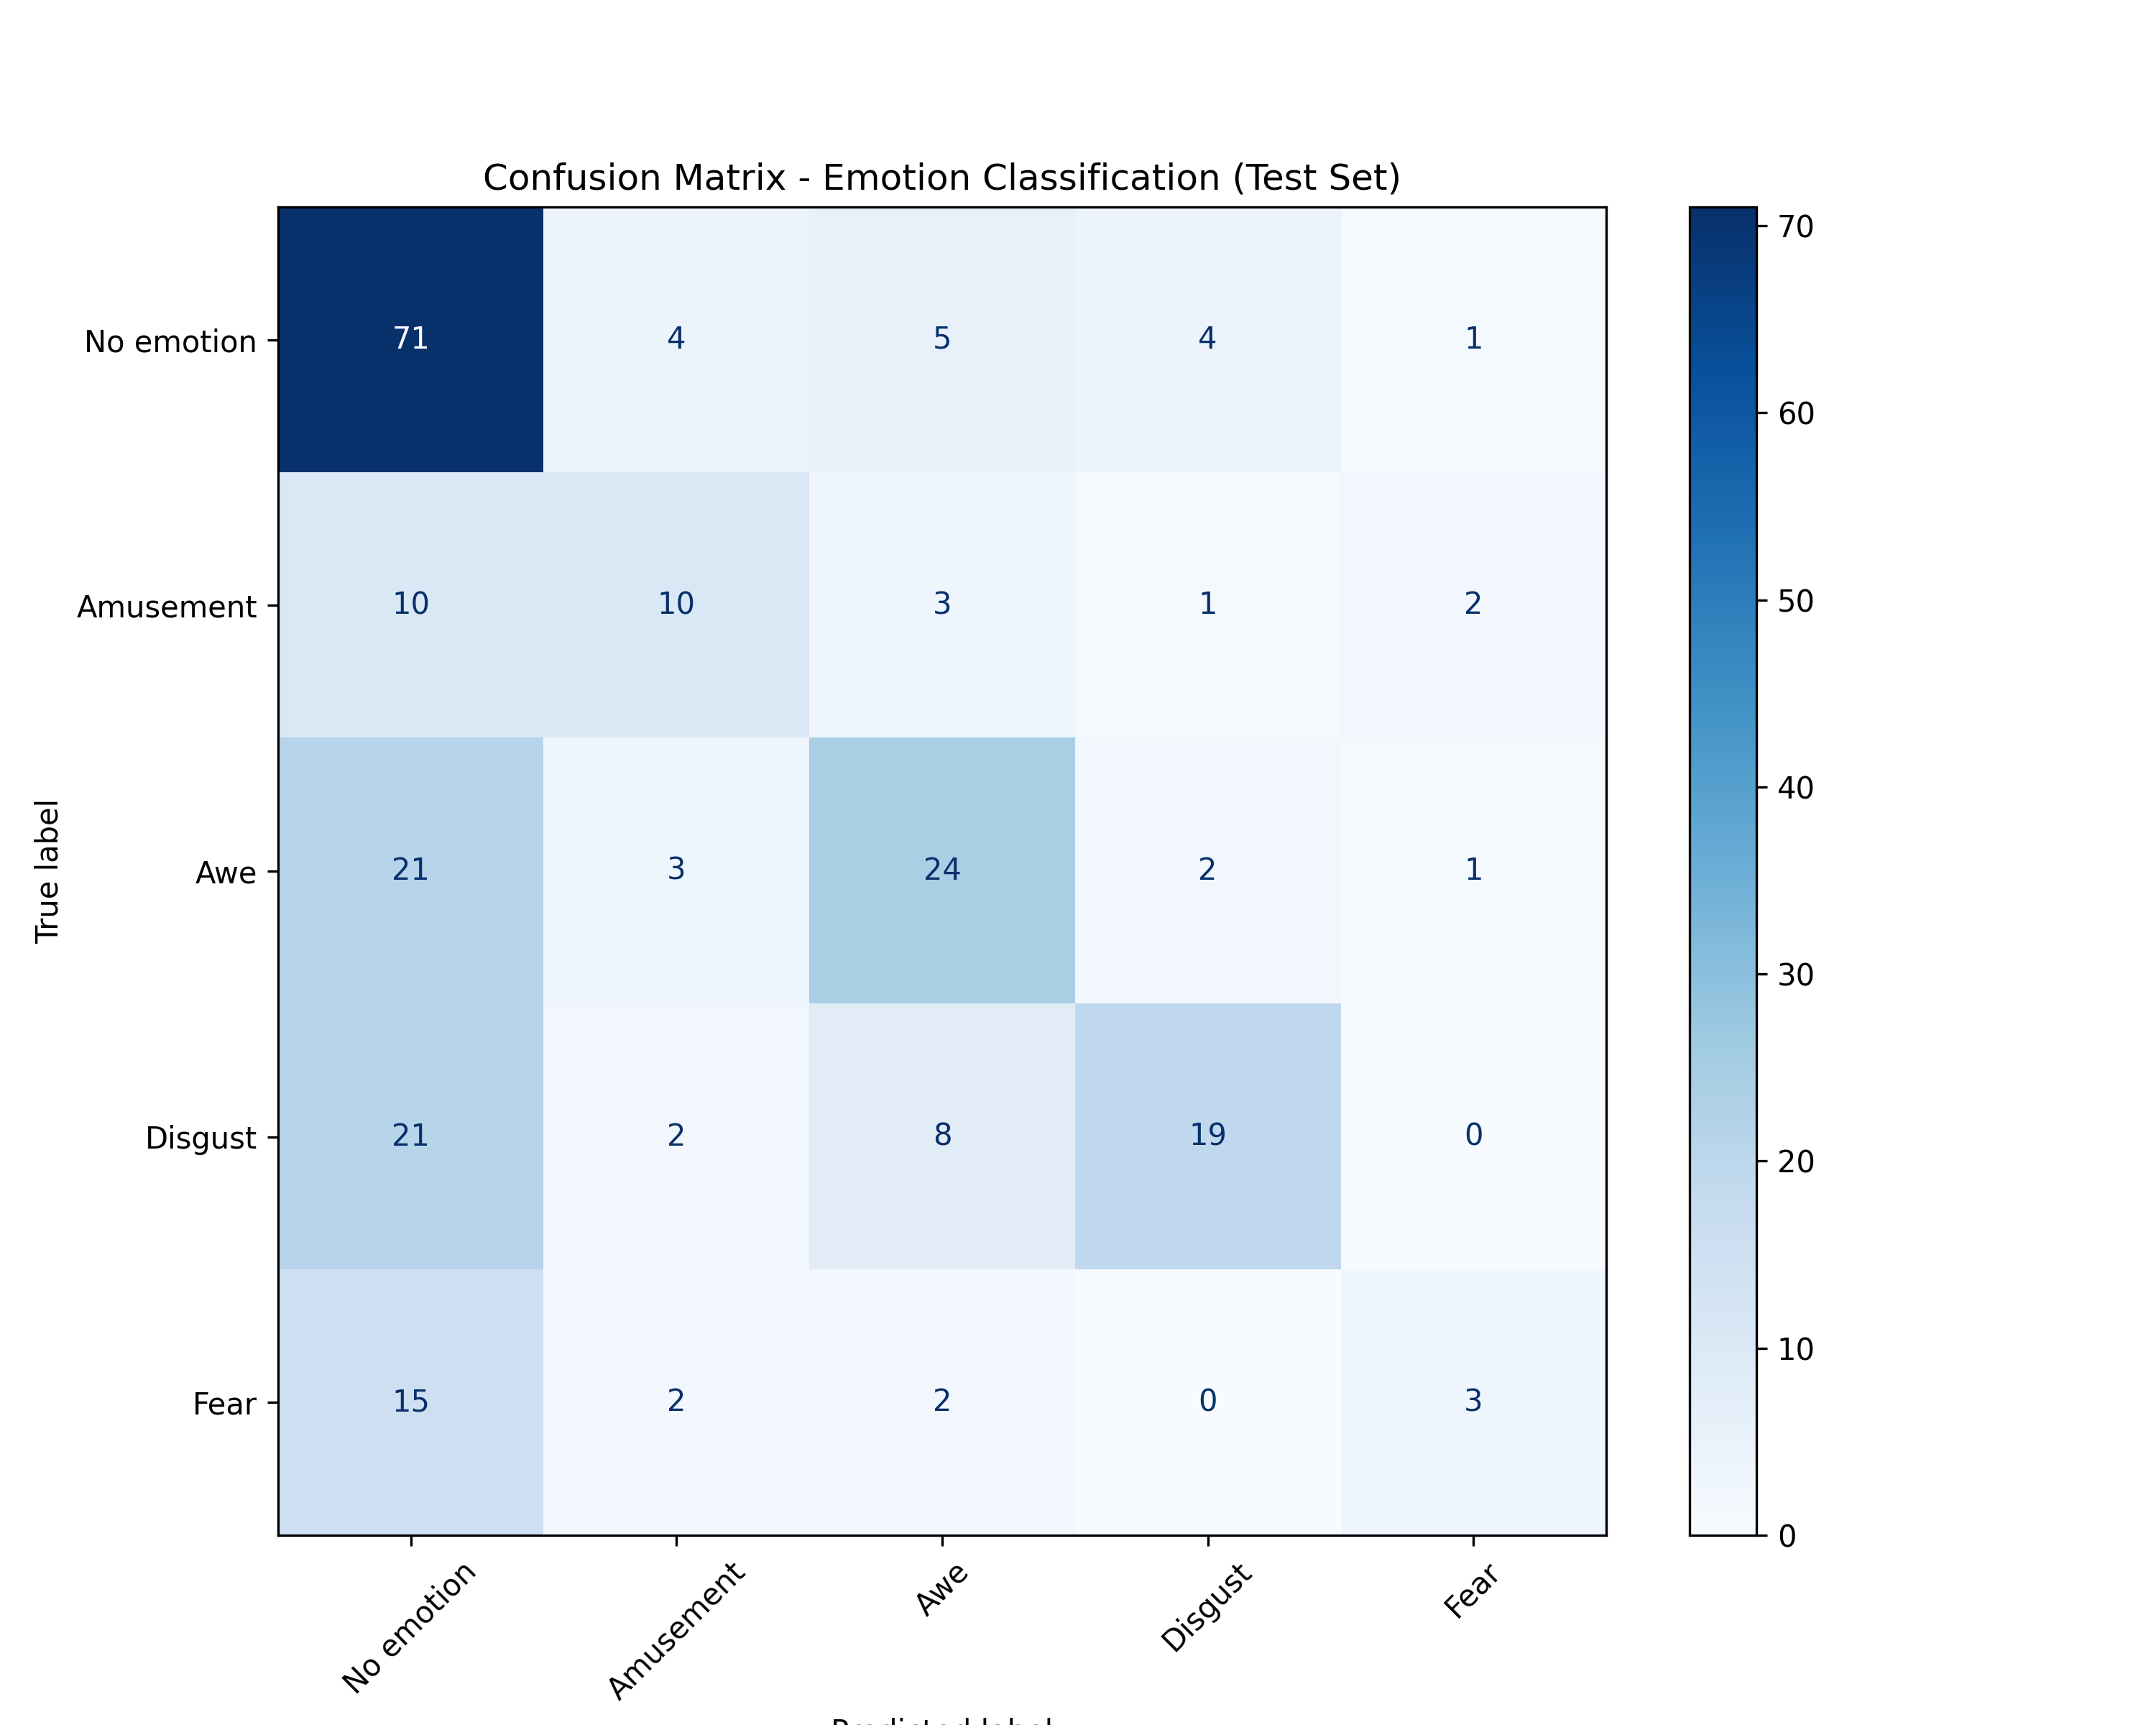 Confusion Matrix - Emotion Classification (Test Set)
True label
No emotion 71 4 5 4 1
Amusement 10 10 3 1 2
Awe 21 3 24 2 1
Disgust 21 2 8 19 0
Fear 15 2 2 0 3
No emotion Amusement Awe Disgust Fear
Predicted label
70
60
50
40
30
20
10
0